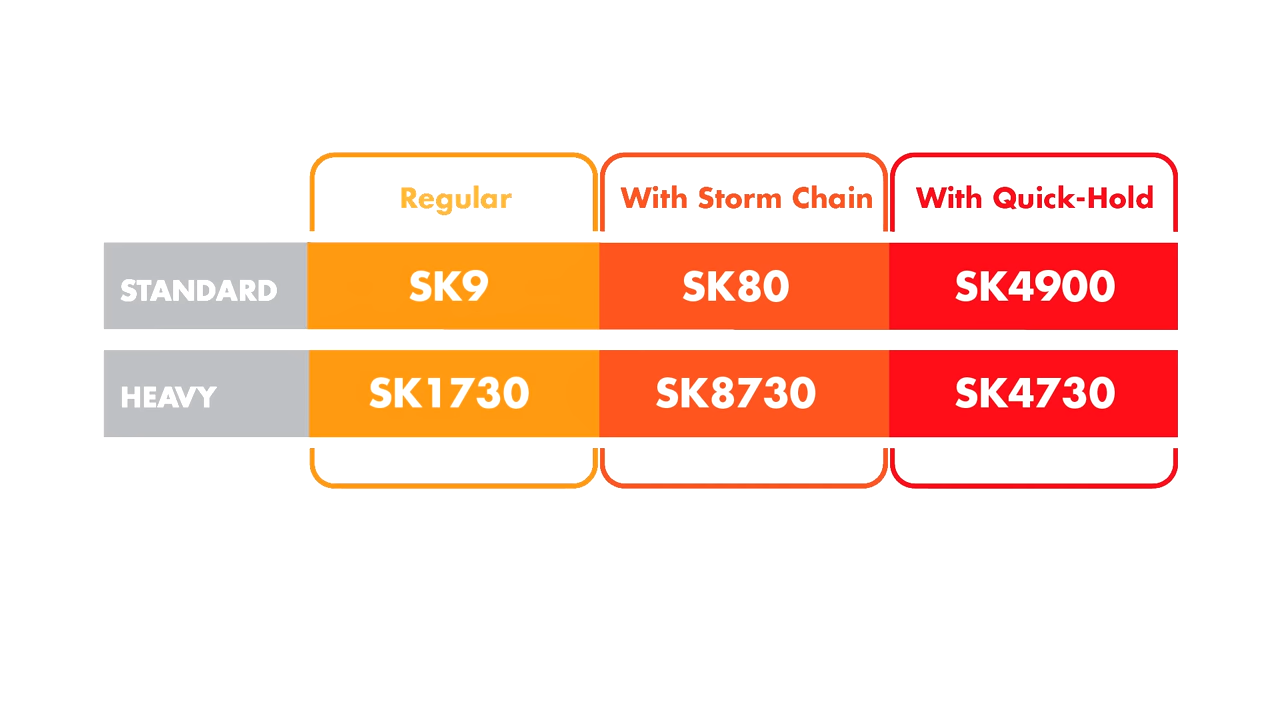 Regular With Storm Chain With Quick-Hold
STANDARD SK9 SK80 SK4900
HEAVY SK1730 SK8730 SK4730